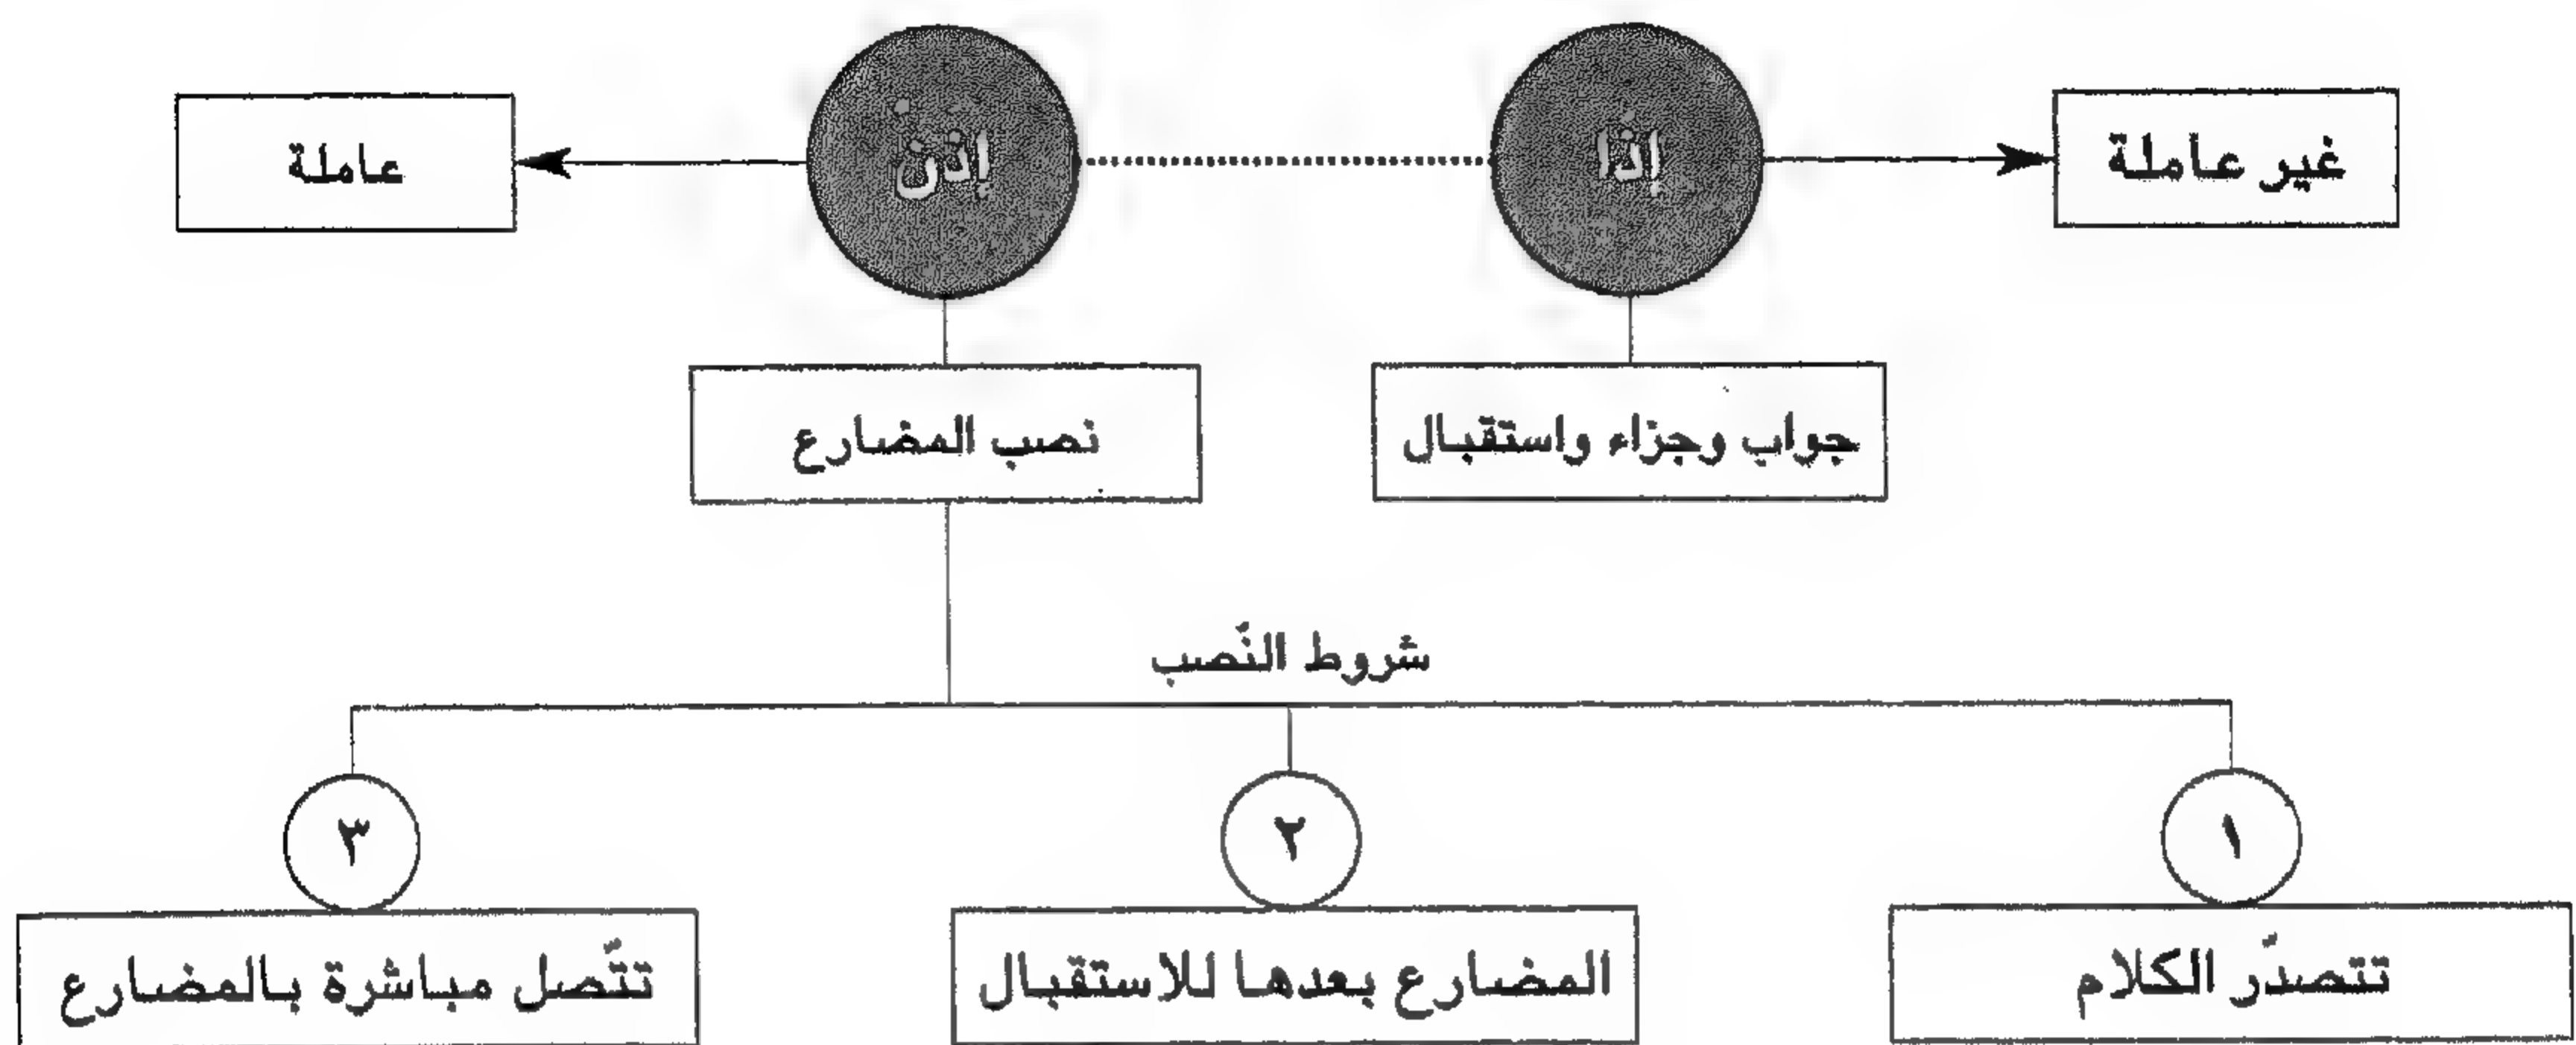 غير عاملة
إذًا
إذنْ
عاملة
جواب وجزاء واستقبال
نصب المضارع
شروط النّصب
١
٢
٣
تتصدّر الكلام
المضارع بعدها للاستقبال
تتّصل مباشرة بالمضارع